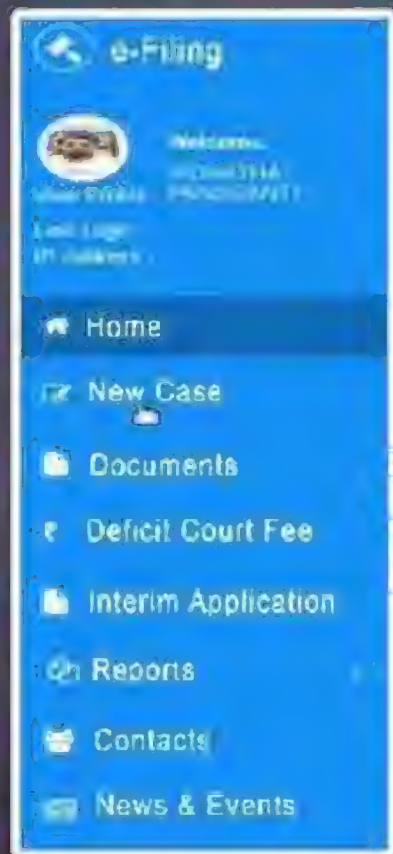 e-Filing
Welcome,
Home
New Case
Documents
Deficit Court Fee
Interim Application
Reports
Contacts
News & Events